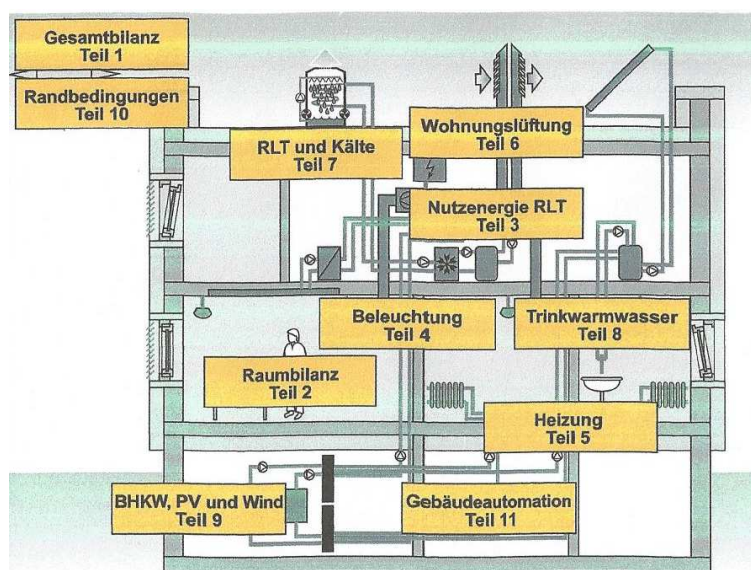 Gesamtbilanz
Teil 1
Randbedingungen
Teil 10
RLT und Kälte
Teil 7
Wohnungslüftung
Teil 6
Nutzenergie RLT
Teil 3
Beleuchtung
Teil 4
Trinkwarmwasser
Teil 8
Raumbilanz
Teil 2
Heizung
Teil 5
BHKW, PV und Wind
Teil 9
Gebäudeautomation
Teil 11